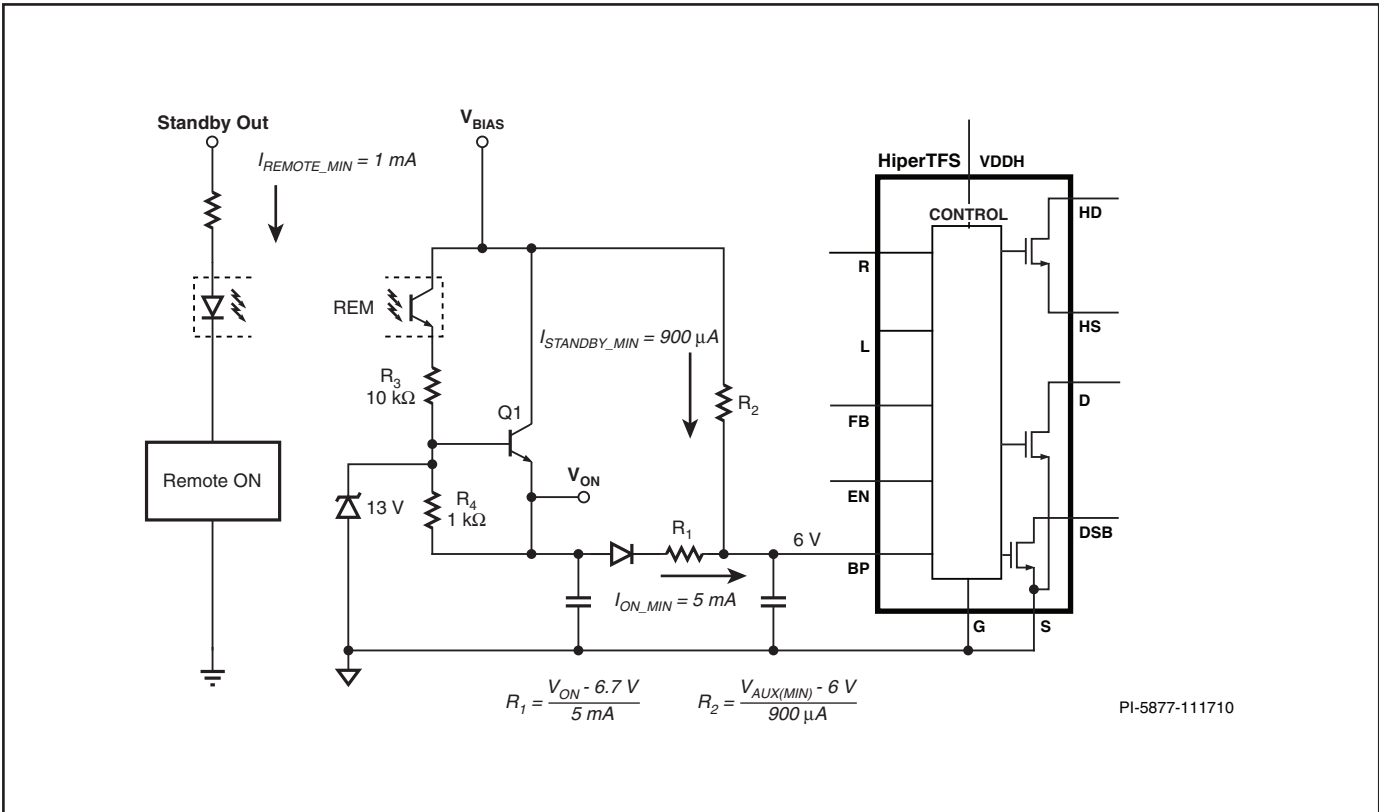 Standby Out
I_REMOTE_MIN = 1 mA
V_BIAS
HiperTFS
VDDH
CONTROL
HD
R
REM
I_STANDBY_MIN = 900 µA
HS
L
R_3
10 kΩ
R_2
D
Q1
FB
Remote ON
V_ON
EN
13 V
R_4
1 kΩ
DSB
R_1
6 V
BP
I_ON_MIN = 5 mA
G
S
R_1 = (V_ON - 6.7 V) / 5 mA
R_2 = (V_AUX(MIN) - 6 V) / 900 µA
PI-5877-111710